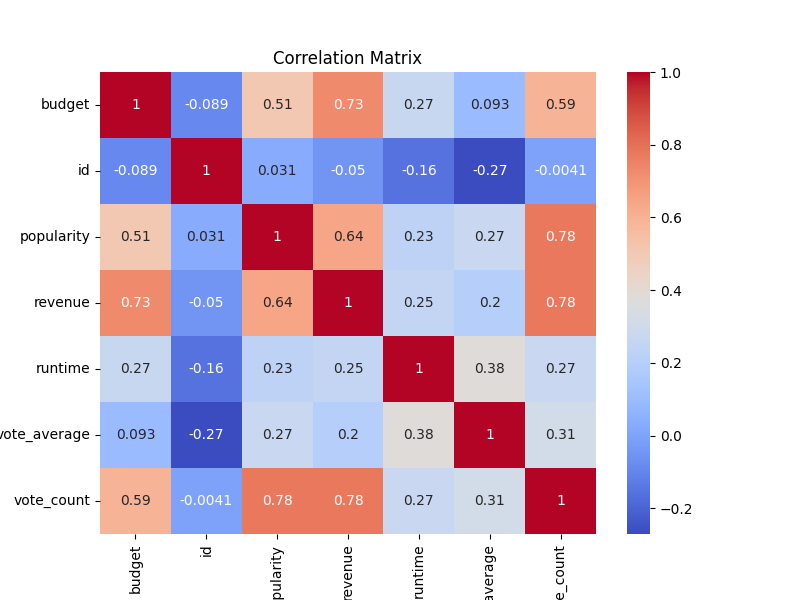 Correlation Matrix
budget 1 -0.089 0.51 0.73 0.27 0.093 0.59
id -0.089 1 0.031 -0.05 -0.16 -0.27 -0.0041
popularity 0.51 0.031 1 0.64 0.23 0.27 0.78
revenue 0.73 -0.05 0.64 1 0.25 0.2 0.78
runtime 0.27 -0.16 0.23 0.25 1 0.38 0.27
vote_average 0.093 -0.27 0.27 0.2 0.38 1 0.31
vote_count 0.59 -0.0041 0.78 0.78 0.27 0.31 1
budget id pularity revenue runtime average e_count
1.0
0.8
0.6
0.4
0.2
0.0
−0.2